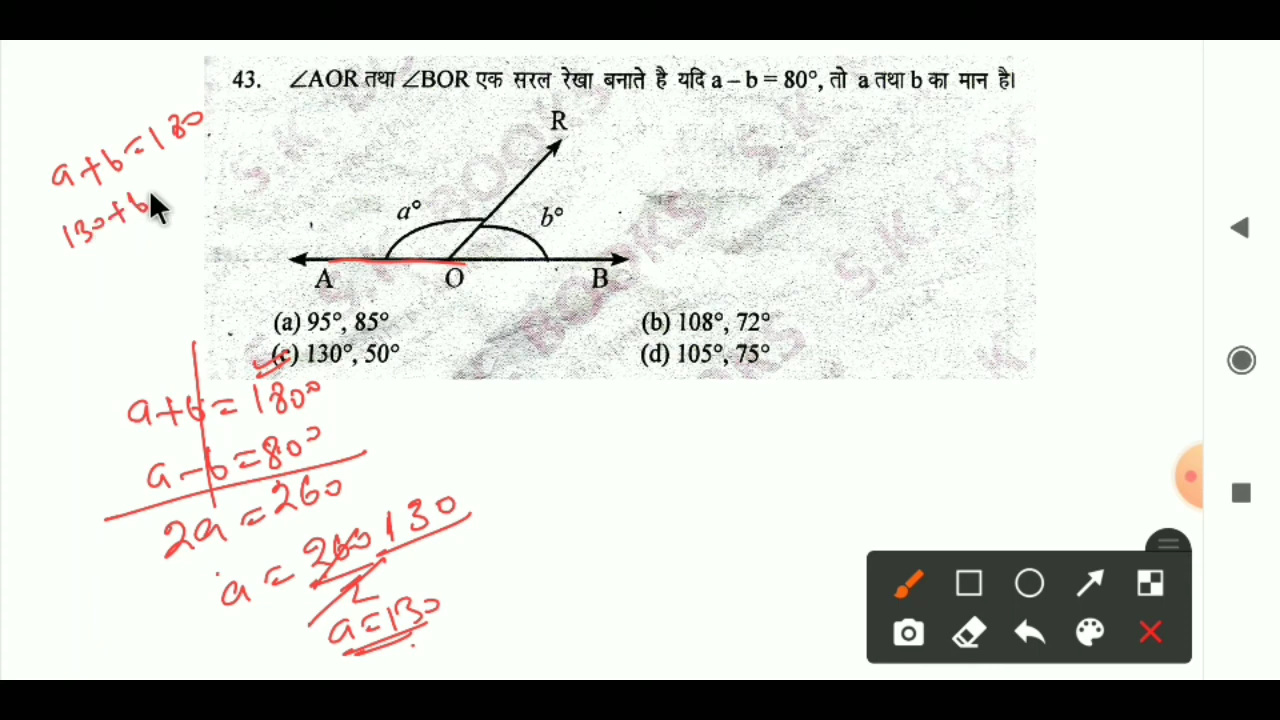 43. ∠AOR तथा ∠BOR एक सरल रेखा बनाते है यदि a – b = 80°, तो a तथा b का मान है।
R
a° b°
A O B
(a) 95°, 85° (b) 108°, 72°
(c) 130°, 50° (d) 105°, 75°
a+b=180
130+b
a+b=180°
a-b=80°
2a=260
a=260/2 130
a=130